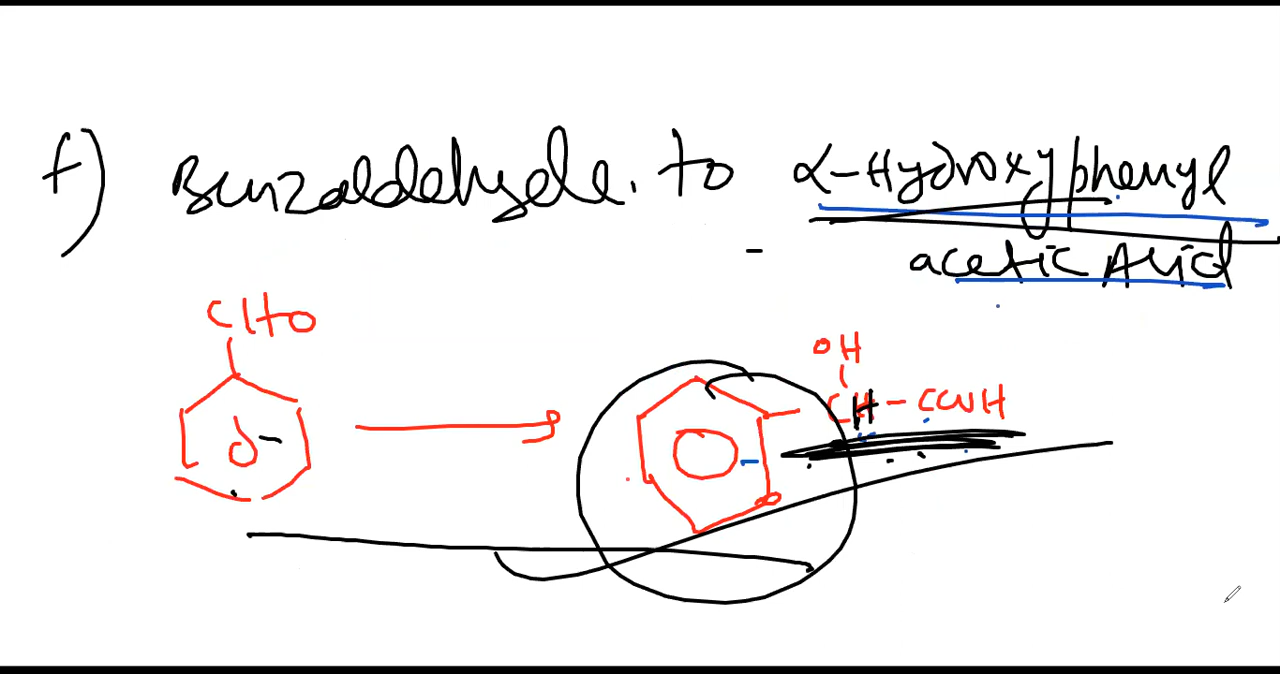 f) Benzaldehyde. to α-Hydroxyphenyl
acetic Acid
CHO
OH
CH-COOH